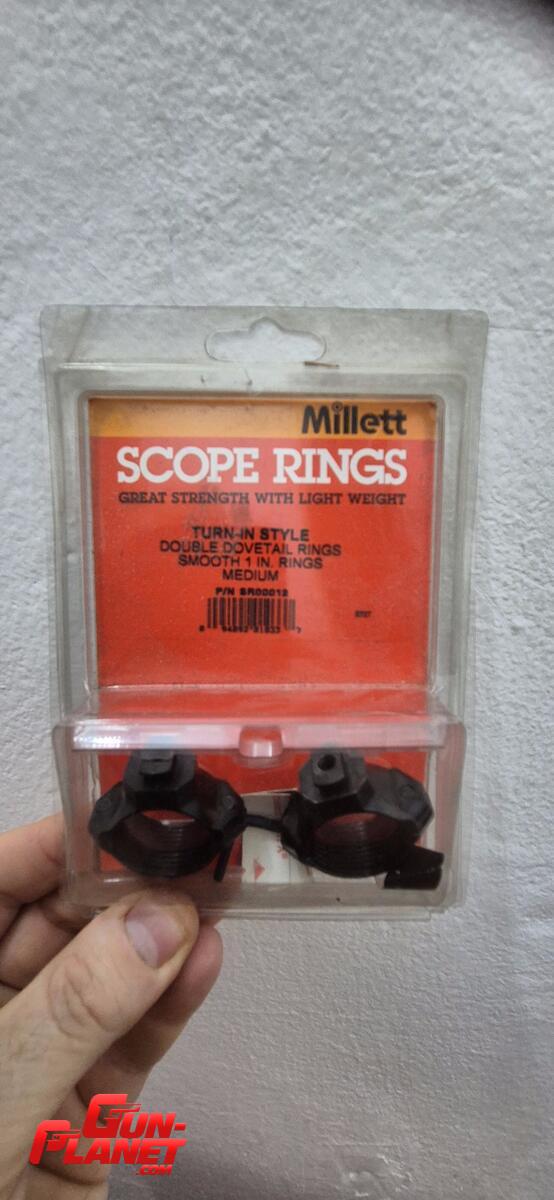 Millett
SCOPE RINGS
GREAT STRENGTH WITH LIGHT WEIGHT
TURN-IN STYLE
DOUBLE DOVETAIL RINGS
SMOOTH 1 IN. RINGS
MEDIUM
P/N SR00012
GUN-
PLANET
.COM